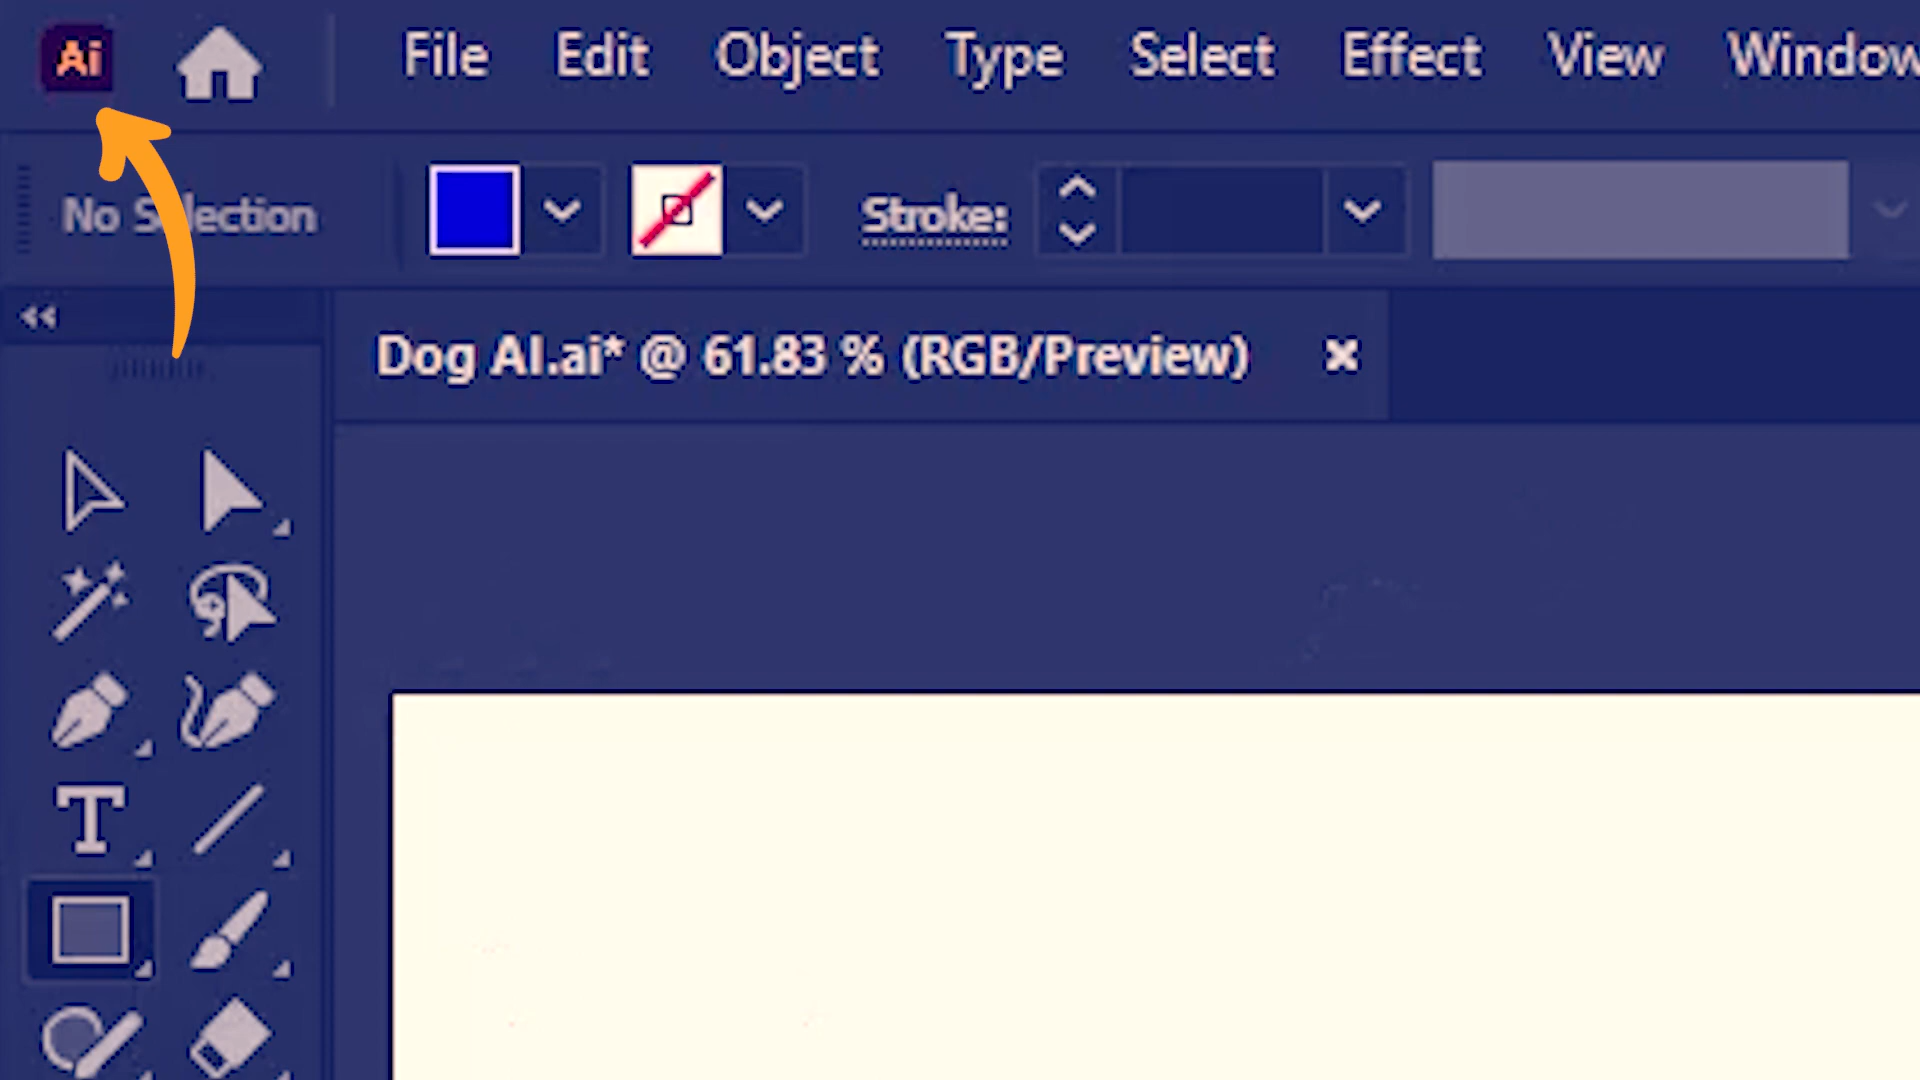 Ai File Edit Object Type Select Effect View Window
No Selection Stroke:
Dog AI.ai* @ 61.83 % (RGB/Preview)